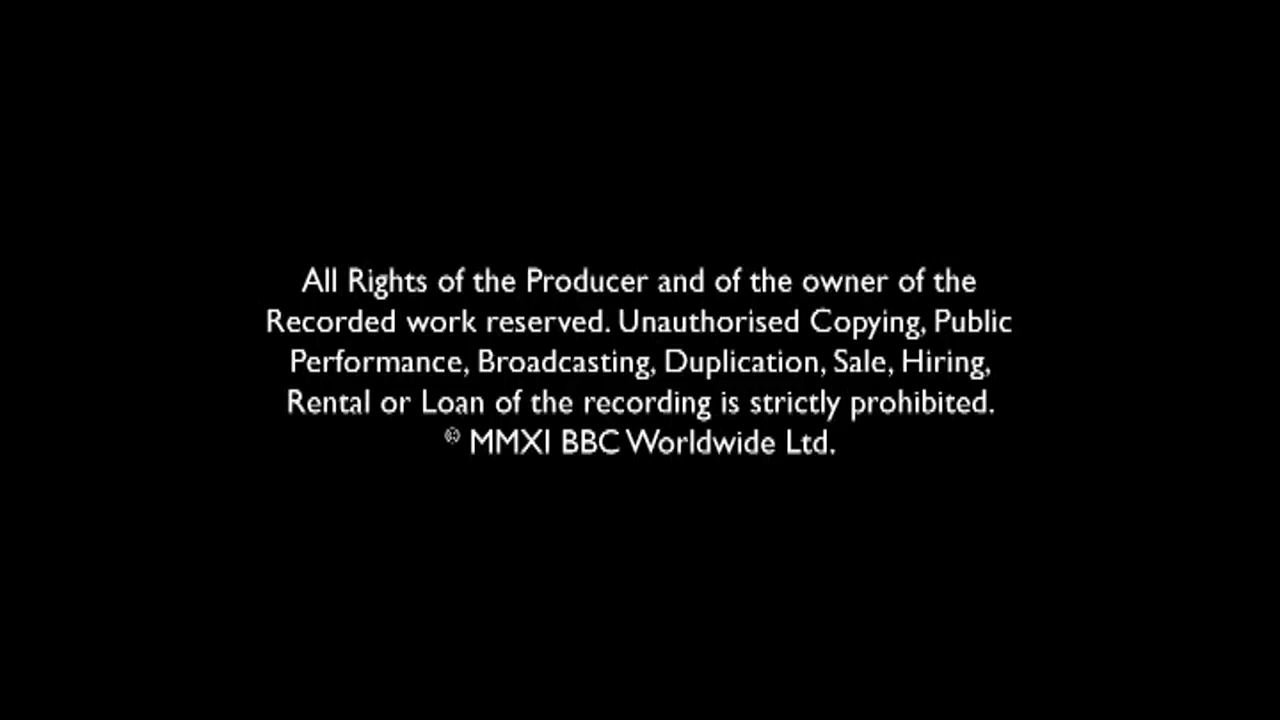 All Rights of the Producer and of the owner of the
Recorded work reserved. Unauthorised Copying, Public
Performance, Broadcasting, Duplication, Sale, Hiring,
Rental or Loan of the recording is strictly prohibited.
© MMXI BBC Worldwide Ltd.